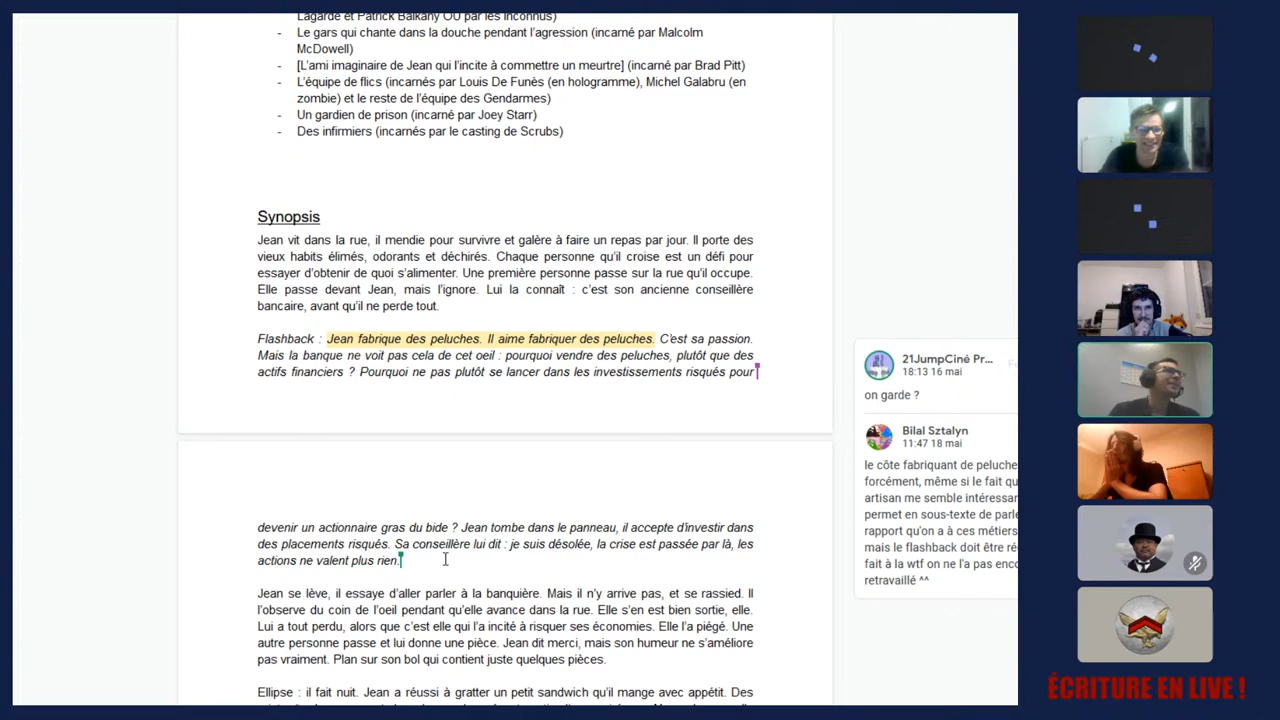 Lagarde et Patrick Balkany OU par les inconnus)
- Le gars qui chante dans la douche pendant l'agression (incarné par Malcolm
McDowell)
- [L'ami imaginaire de Jean qui l'incite à commettre un meurtre] (incarné par Brad Pitt)
- L'équipe de flics (incarnés par Louis De Funès (en hologramme), Michel Galabru (en
zombie) et le reste de l'équipe des Gendarmes)
- Un gardien de prison (incarné par Joey Starr)
- Des infirmiers (incarnés par le casting de Scrubs)
Synopsis
Jean vit dans la rue, il mendie pour survivre et galère à faire un repas par jour. Il porte des
vieux habits élimés, odorants et déchirés. Chaque personne qu'il croise est un défi pour
essayer d'obtenir de quoi s'alimenter. Une première personne passe sur la rue qu'il occupe.
Elle passe devant Jean, mais l'ignore. Lui la connaît : c'est son ancienne conseillère
bancaire, avant qu'il ne perde tout.
Flashback : Jean fabrique des peluches. Il aime fabriquer des peluches. C'est sa passion.
Mais la banque ne voit pas cela de cet oeil : pourquoi vendre des peluches, plutôt que des
actifs financiers ? Pourquoi ne pas plutôt se lancer dans les investissements risqués pour
devenir un actionnaire gras du bide ? Jean tombe dans le panneau, il accepte d'investir dans
des placements risqués. Sa conseillère lui dit : je suis désolée, la crise est passée par là, les
actions ne valent plus rien.
Jean se lève, il essaye d'aller parler à la banquière. Mais il n'y arrive pas, et se rassied. Il
l'observe du coin de l'oeil pendant qu'elle avance dans la rue. Elle s'en est bien sortie, elle.
Lui a tout perdu, alors que c'est elle qui l'a incité à risquer ses économies. Elle l'a piégé. Une
autre personne passe et lui donne une pièce. Jean dit merci, mais son humeur ne s'améliore
pas vraiment. Plan sur son bol qui contient juste quelques pièces.
Ellipse : il fait nuit. Jean a réussi à gratter un petit sandwich qu'il mange avec appétit. Des
21JumpCiné Pr...
18:13 16 mai
on garde ?
Bilal Sztalyn
11:47 18 mai
le côte fabriquant de peluche
forcément, même si le fait qu
artisan me semble intéressan
permet en sous-texte de parle
rapport qu'on a à ces métiers
mais le flashback doit être ré
fait à la wtf on ne l'a pas enco
retravaillé ^^
ÉCRITURE EN LIVE !